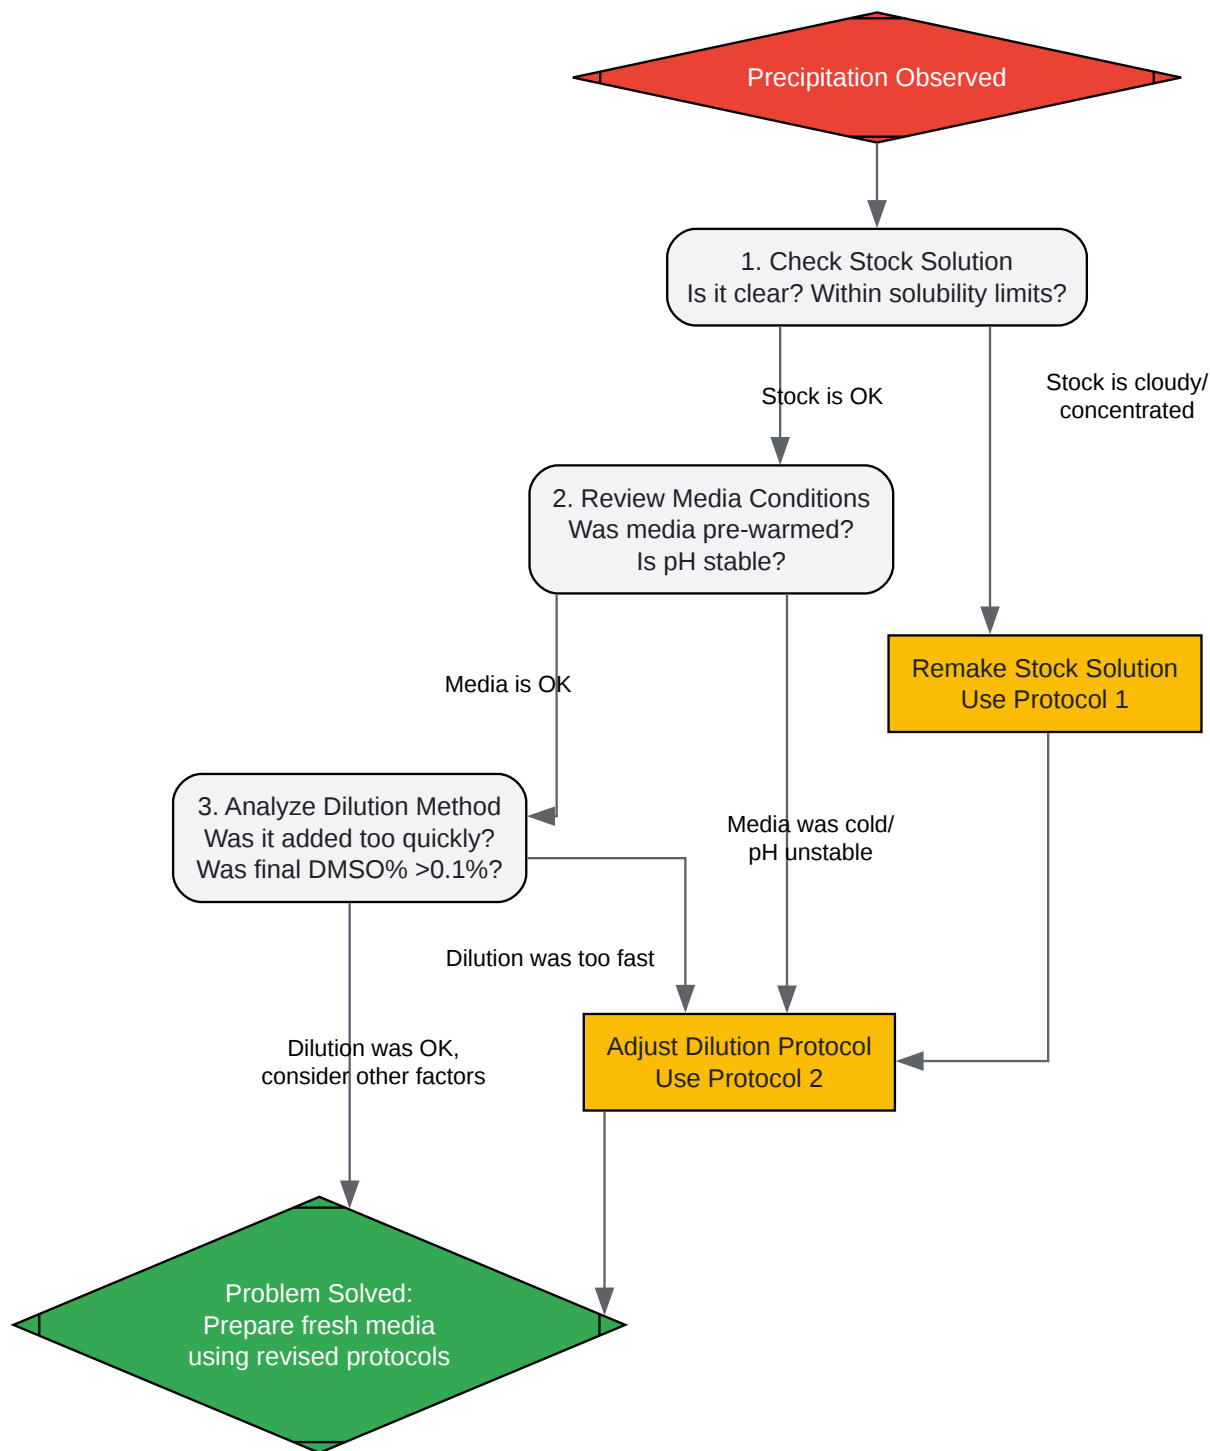 Precipitation Observed
1. Check Stock Solution
Is it clear? Within solubility limits?
Stock is OK
Stock is cloudy/
concentrated
2. Review Media Conditions
Was media pre-warmed?
Is pH stable?
Remake Stock Solution
Use Protocol 1
Media is OK
3. Analyze Dilution Method
Was it added too quickly?
Was final DMSO% >0.1%?
Media was cold/
pH unstable
Dilution was too fast
Dilution was OK,
consider other factors
Adjust Dilution Protocol
Use Protocol 2
Problem Solved:
Prepare fresh media
using revised protocols